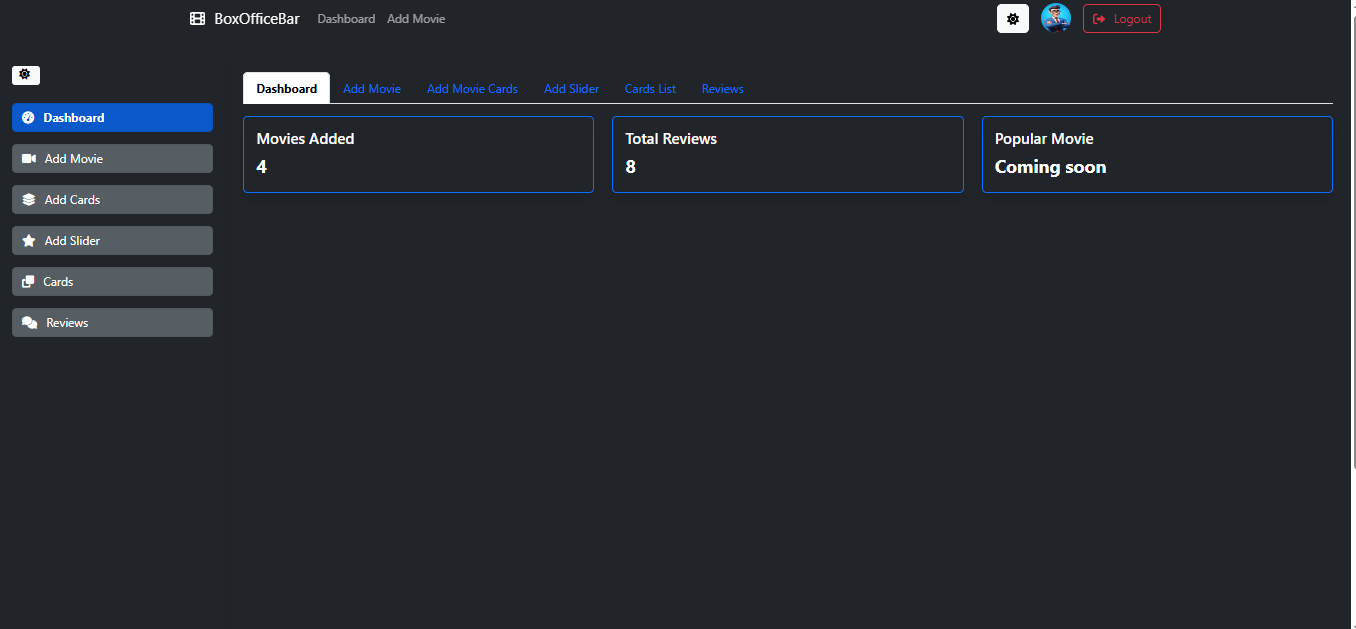 BoxOfficeBar Dashboard Add Movie Logout
Dashboard
Add Movie
Add Cards
Add Slider
Cards
Reviews
Dashboard Add Movie Add Movie Cards Add Slider Cards List Reviews
Movies Added
4
Total Reviews
8
Popular Movie
Coming soon